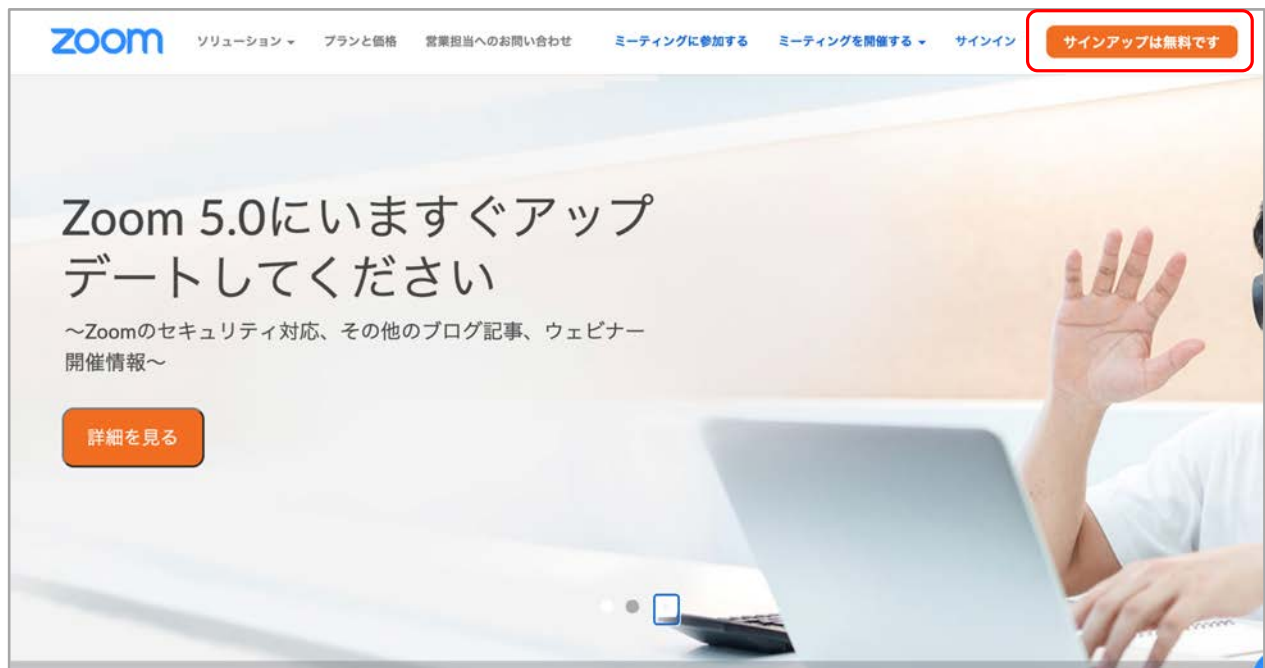 zoom ソリューション プランと価格 営業担当へのお問い合わせ ミーティングに参加する ミーティングを開催する サインイン サインアップは無料です
Zoom 5.0にいますぐアップ
デートしてください
〜Zoomのセキュリティ対応、その他のブログ記事、ウェビナー
開催情報〜
詳細を見る